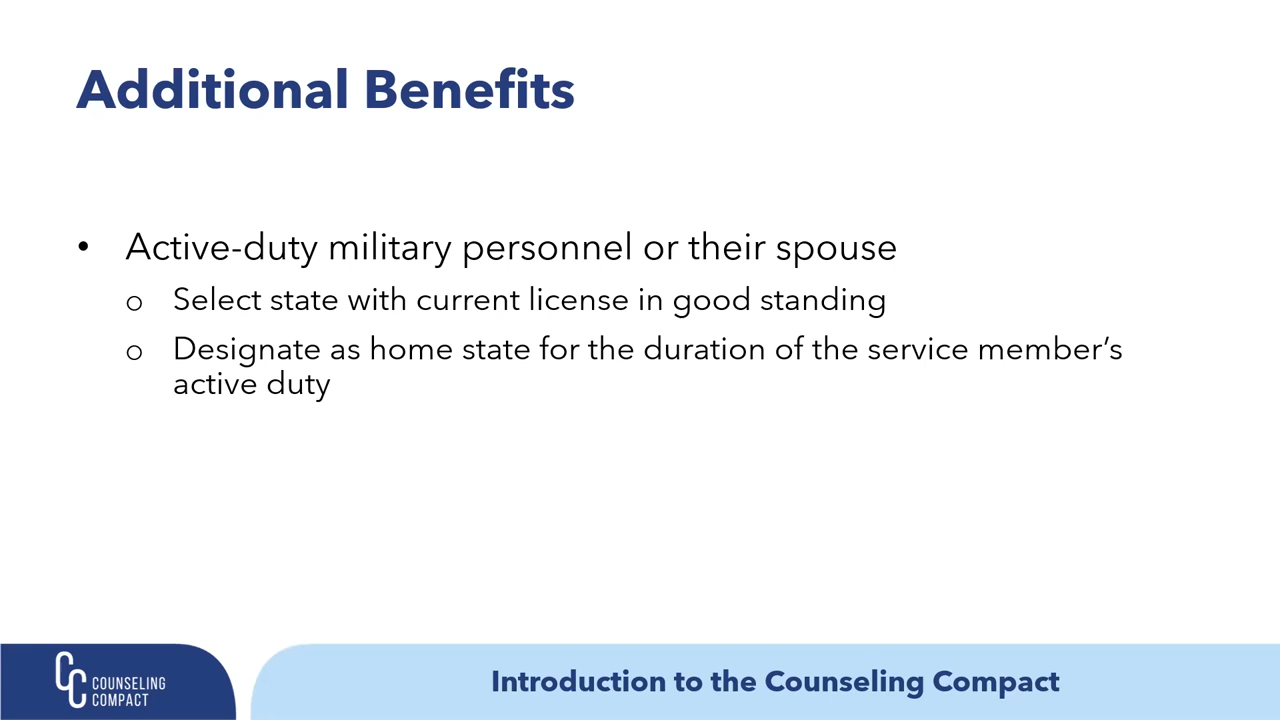 Additional Benefits
• Active-duty military personnel or their spouse
o Select state with current license in good standing
o Designate as home state for the duration of the service member’s
active duty
CC COUNSELING
COMPACT
Introduction to the Counseling Compact